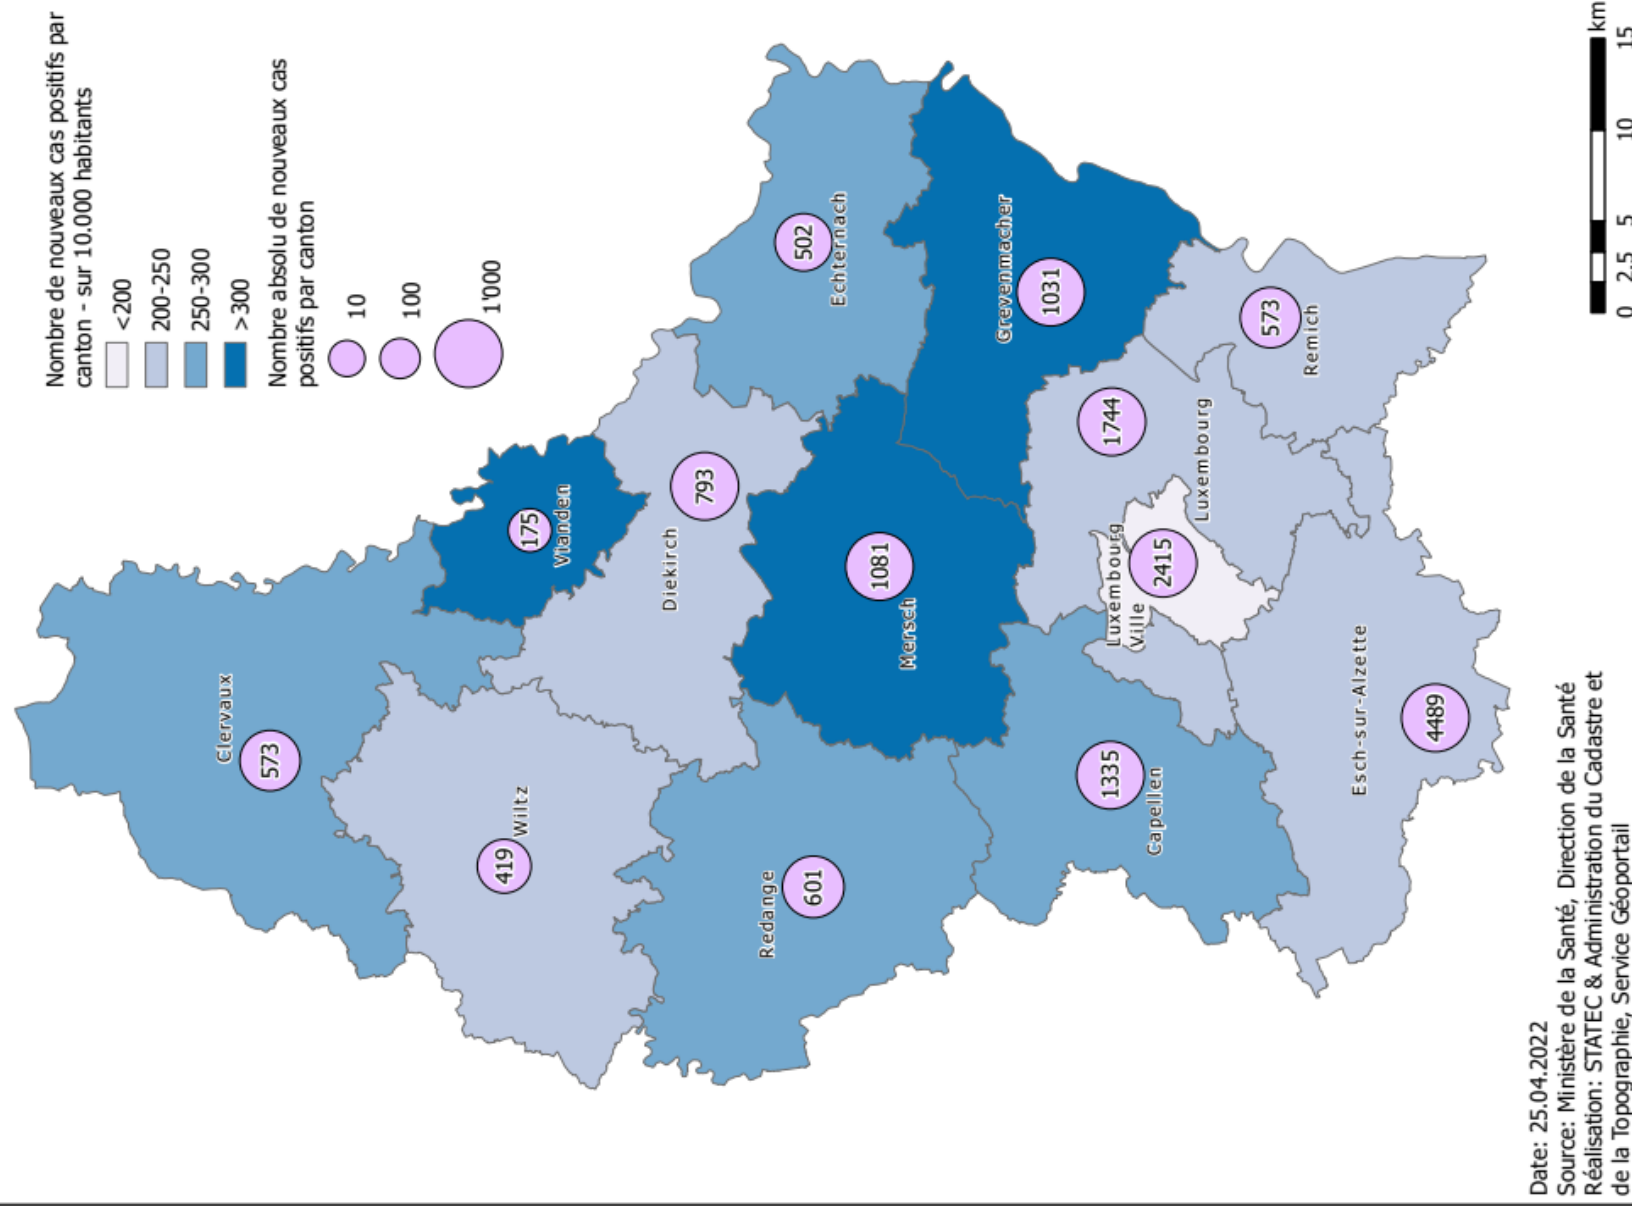 Nombre de nouveaux cas positifs par
canton - sur 10.000 habitants
<200
200-250
250-300
>300
Nombre absolu de nouveaux cas
positifs par canton
10
100
1'000
Clervaux
573
Wiltz
419
Vianden
175
Diekirch
793
Redange
601
Echternach
502
Mersch
1081
Grevenmacher
1031
Capellen
1335
Luxembourg
Ville
2415
Luxembourg
1744
Remich
573
Esch-sur-Alzette
4489
0 2,5 5 10 15
km
Date: 25.04.2022
Source: Ministère de la Santé, Direction de la Santé
Réalisation: STATEC & Administration du Cadastre et
de la Topographie, Service Géoportail